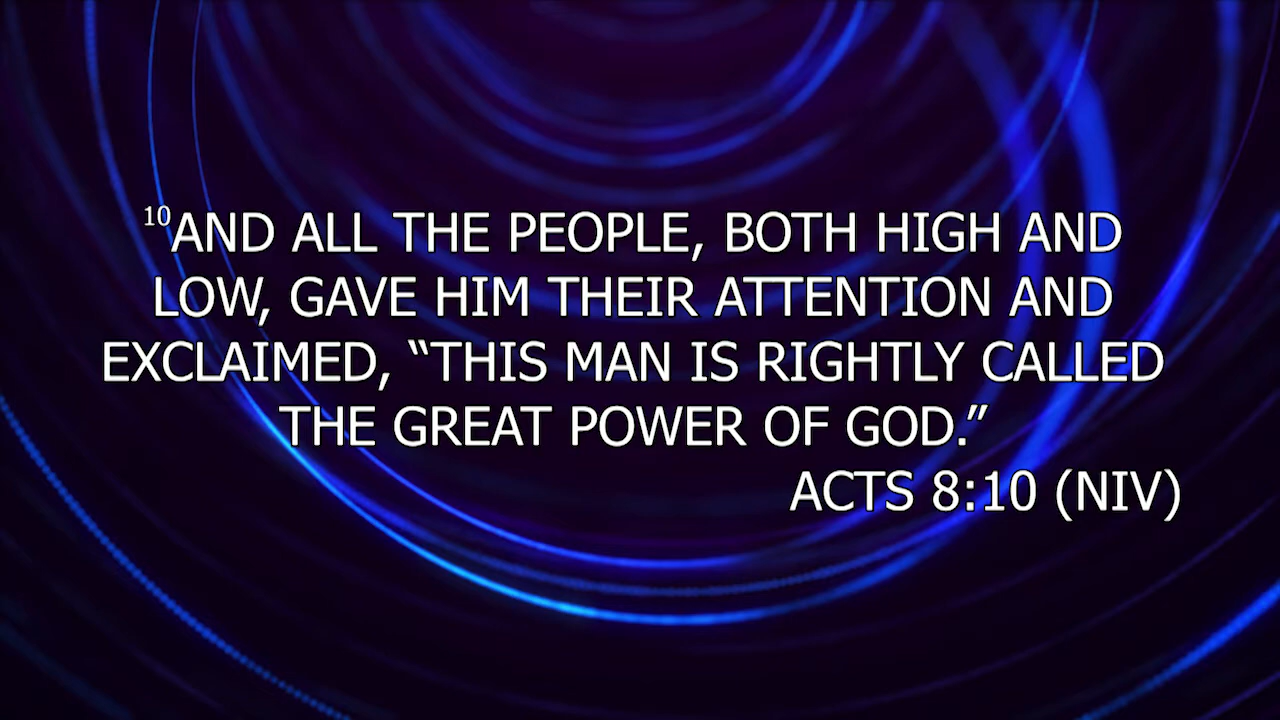 ¹⁰AND ALL THE PEOPLE, BOTH HIGH AND
LOW, GAVE HIM THEIR ATTENTION AND
EXCLAIMED, “THIS MAN IS RIGHTLY CALLED
THE GREAT POWER OF GOD.”
ACTS 8:10 (NIV)